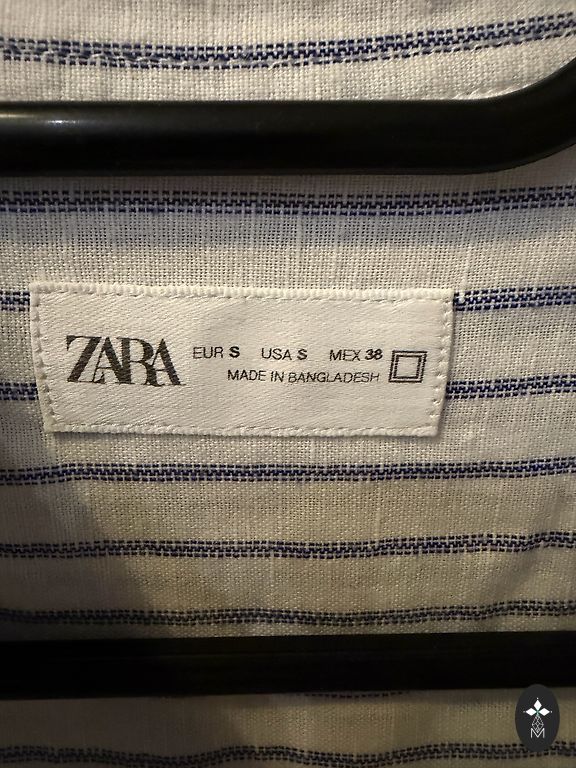 ZARA
EUR S USA S MEX 38
MADE IN BANGLADESH
M